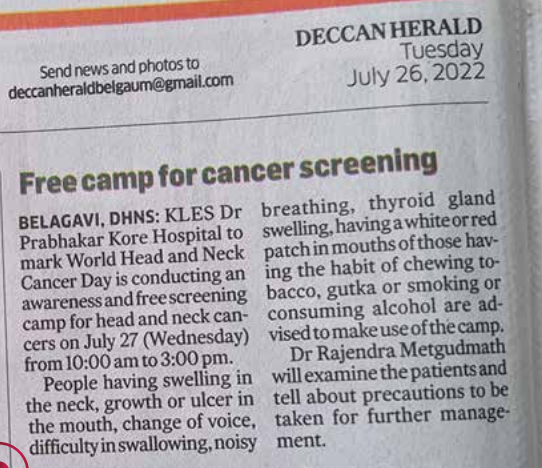 Send news and photos to
deccanheraldbelgaum@gmail.com
DECCAN HERALD
Tuesday
July 26, 2022
Free camp for cancer screening
BELAGAVI, DHNS: KLES Dr
Prabhakar Kore Hospital to
mark World Head and Neck
Cancer Day is conducting an
awareness and free screening
camp for head and neck can-
cers on July 27 (Wednesday)
from 10:00 am to 3:00 pm.
People having swelling in
the neck, growth or ulcer in
the mouth, change of voice,
difficulty in swallowing, noisy
breathing, thyroid gland
swelling, having a white or red
patch in mouths of those hav-
ing the habit of chewing to-
bacco, gutka or smoking or
consuming alcohol are ad-
vised to make use of the camp.
Dr Rajendra Metgudmath
will examine the patients and
tell about precautions to be
taken for further manage-
ment.